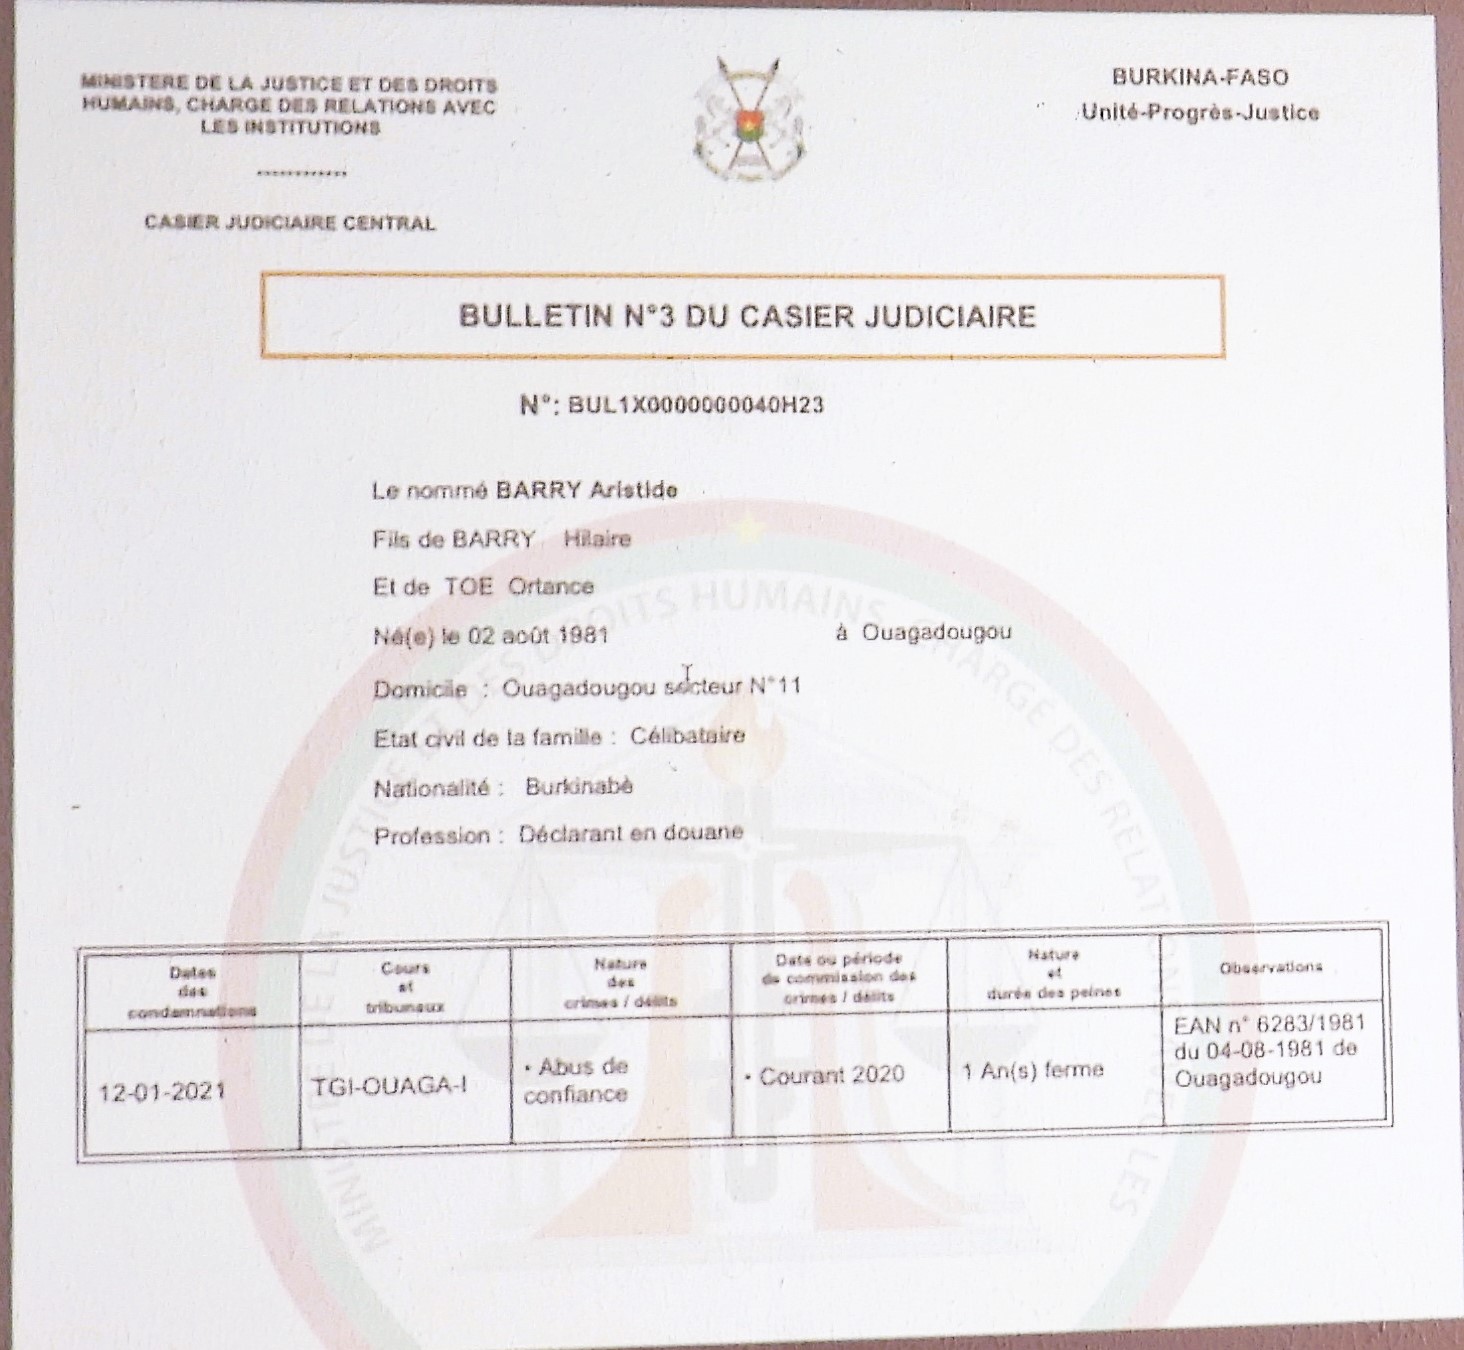 MINISTERE DE LA JUSTICE ET DES DROITS
HUMAINS, CHARGE DES RELATIONS AVEC
LES INSTITUTIONS
------------
CASIER JUDICIAIRE CENTRAL
BURKINA-FASO
Unité-Progrès-Justice
BULLETIN N°3 DU CASIER JUDICIAIRE
N°: BUL1X0000000040H23
Le nommé BARRY Aristide
Fils de BARRY Hilaire
Et de TOE Ortance
Né(e) le 02 août 1981 à Ouagadougou
Domicile : Ouagadougou secteur N°11
Etat civil de la famille : Célibataire
Nationalité : Burkinabè
Profession : Déclarant en douane
Dates
des
condamnations
Cours
et
tribunaux
Nature
des
crimes / délits
Date ou période
de commission des
crimes / délits
Nature
et
durée des peines
Observations
12-01-2021
TGI-OUAGA-I
• Abus de
confiance
• Courant 2020
1 An(s) ferme
EAN n° 6283/1981
du 04-08-1981 de
Ouagadougou
MINISTERE DE LA JUSTICE ET DES DROITS HUMAINS, CHARGE DES RELATIONS AVEC LES